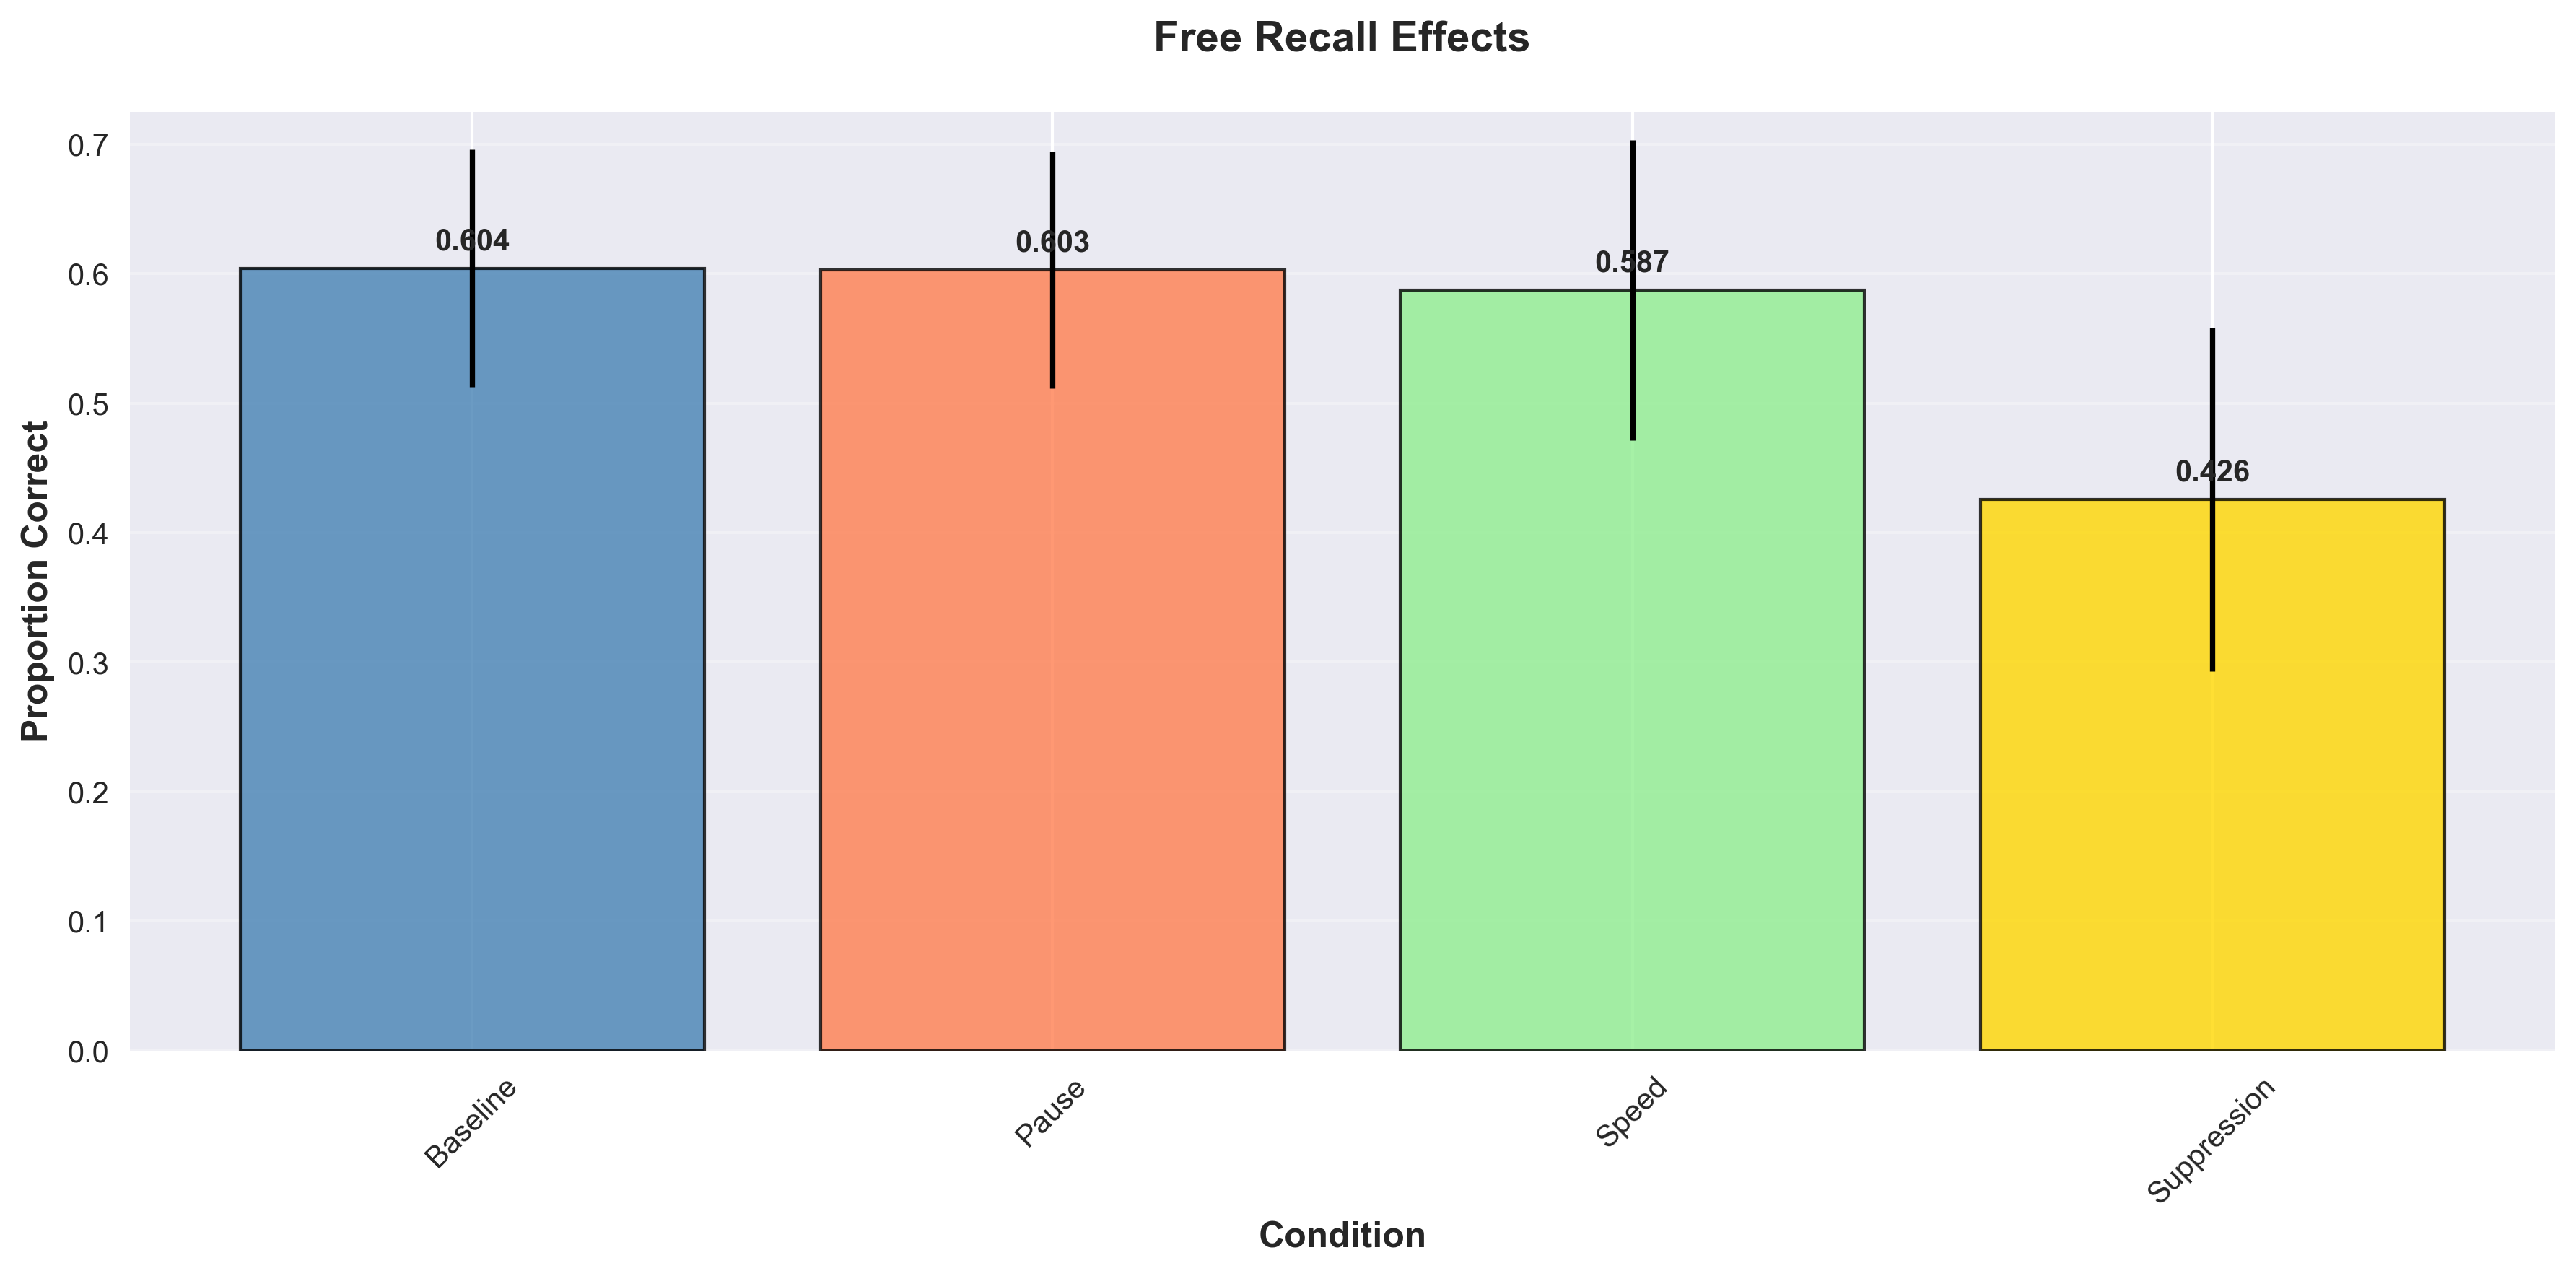 Free Recall Effects
0.7
0.6
0.5
0.4
0.3
0.2
0.1
0.0
Proportion Correct
0.604
0.603
0.587
0.426
Baseline
Pause
Speed
Suppression
Condition